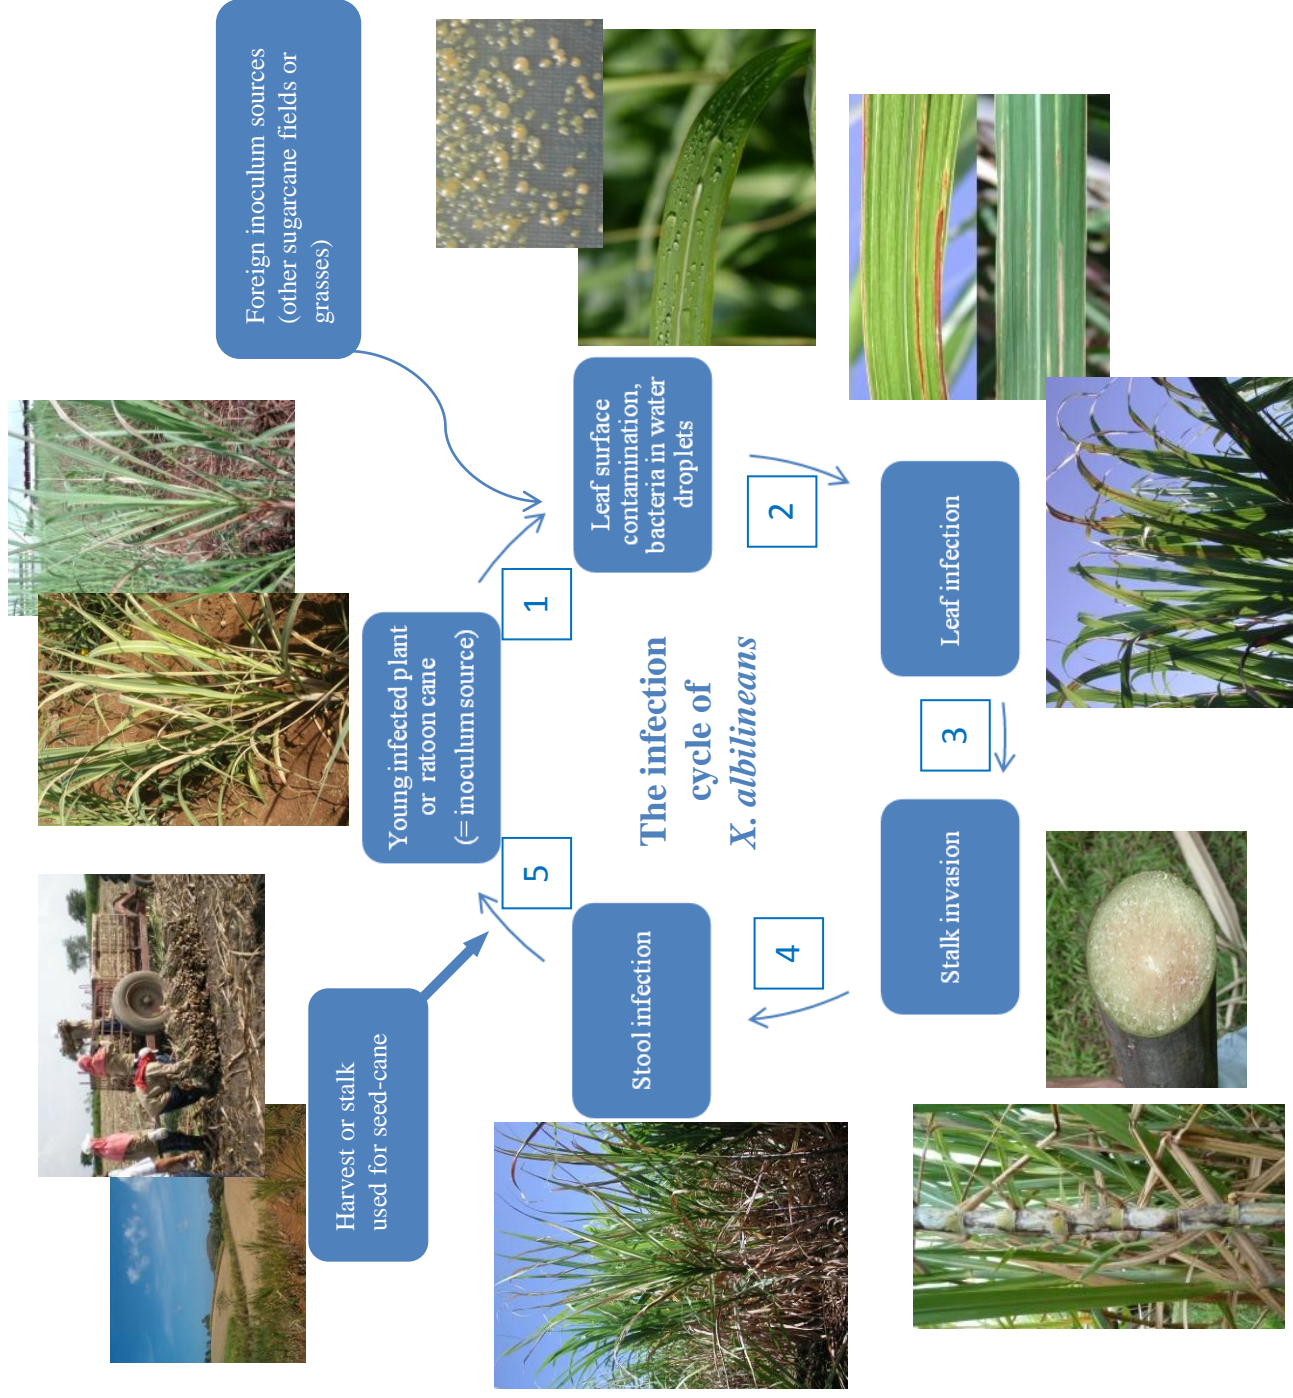 Foreign inoculum sources
(other sugarcane fields or
grasses)
Young infected plant
or ratoon cane
(= inoculum source)
1
Leaf surface
contamination,
bacteria in water
droplets
2
Leaf infection
3
Stalk invasion
4
Stool infection
5
Harvest or stalk
used for seed-cane
The infection
cycle of
X. albilineans